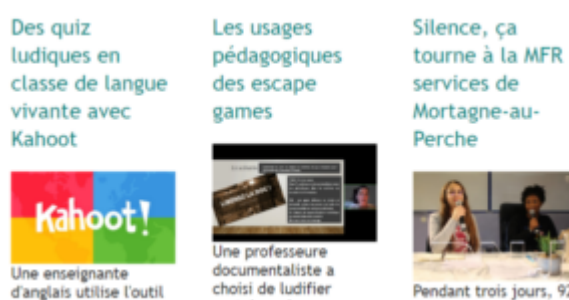 Des quiz
ludiques en
classe de langue
vivante avec
Kahoot
Kahoot!
Une enseignante
d'anglais utilise l'outil
Les usages
pédagogiques
des escape
games
Une professeure
documentaliste a
choisi de ludifier
Silence, ça
tourne à la MFR
services de
Mortagne-au-
Perche
Pendant trois jours, 92